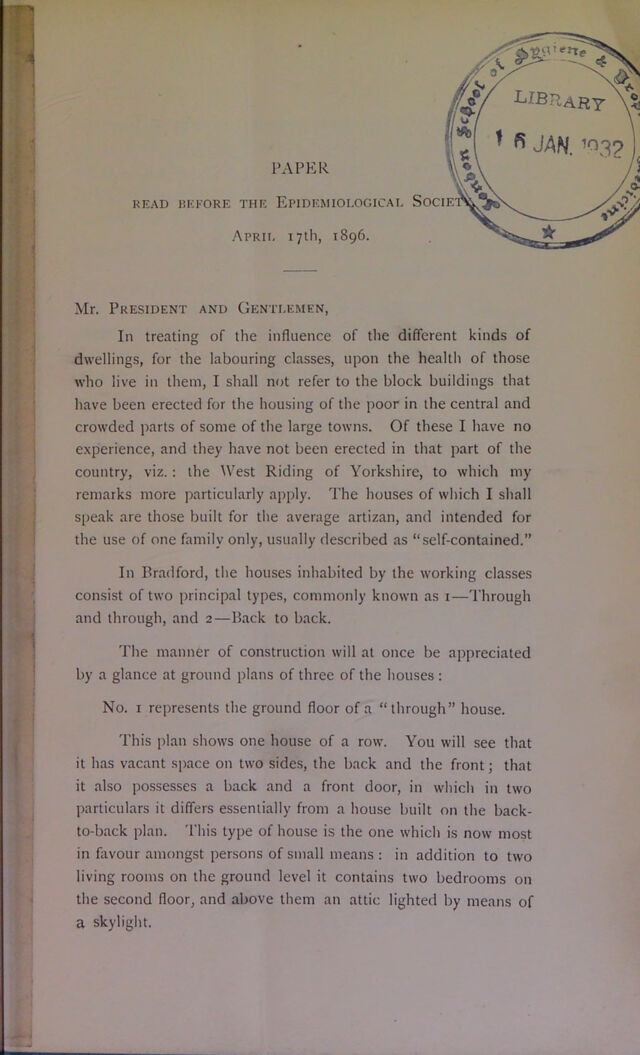 London School of Hygiene & Tropical Medicine
LIBRARY
16 JAN. 1932
PAPER
READ BEFORE THE EPIDEMIOLOGICAL SOCIETY,
APRIL 17th, 1896.
Mr. PRESIDENT AND GENTLEMEN,
In treating of the influence of the different kinds of
dwellings, for the labouring classes, upon the health of those
who live in them, I shall not refer to the block buildings that
have been erected for the housing of the poor in the central and
crowded parts of some of the large towns. Of these I have no
experience, and they have not been erected in that part of the
country, viz. : the West Riding of Yorkshire, to which my
remarks more particularly apply. The houses of which I shall
speak are those built for the average artizan, and intended for
the use of one family only, usually described as “self-contained.”
In Bradford, the houses inhabited by the working classes
consist of two principal types, commonly known as 1—Through
and through, and 2—Back to back.
The manner of construction will at once be appreciated
by a glance at ground plans of three of the houses :
No. 1 represents the ground floor of a “through” house.
This plan shows one house of a row. You will see that
it has vacant space on two sides, the back and the front; that
it also possesses a back and a front door, in which in two
particulars it differs essentially from a house built on the back-
to-back plan. This type of house is the one which is now most
in favour amongst persons of small means : in addition to two
living rooms on the ground level it contains two bedrooms on
the second floor, and above them an attic lighted by means of
a skylight.